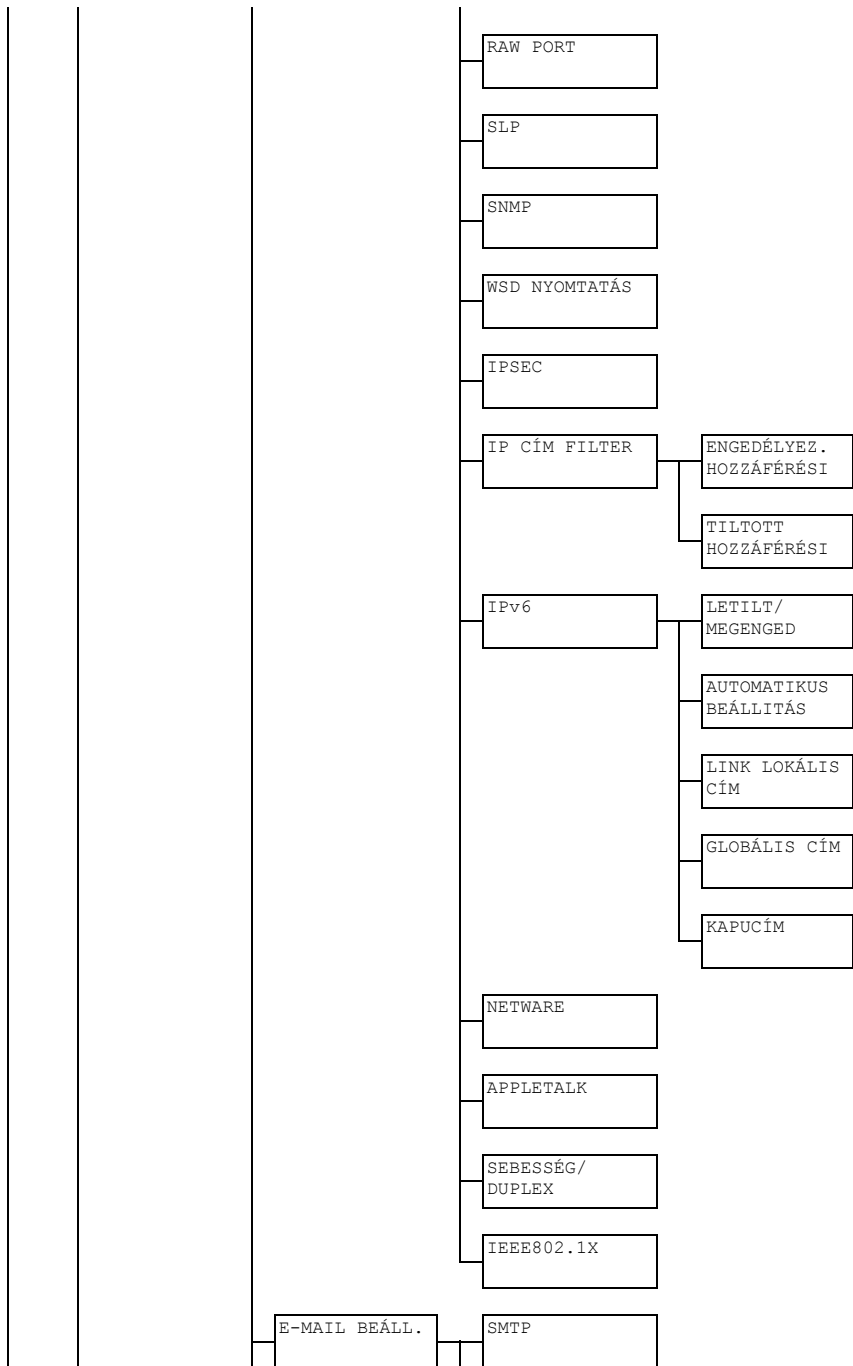 RAW PORT
SLP
SNMP
WSD NYOMTATÁS
IPSEC
IP CÍM FILTER
ENGEDÉLYEZ.
HOZZÁFÉRÉSI
TILTOTT
HOZZÁFÉRÉSI
IPv6
LETILT/
MEGENGED
AUTOMATIKUS
BEÁLLITÁS
LINK LOKÁLIS
CÍM
GLOBÁLIS CÍM
KAPUCÍM
NETWARE
APPLETALK
SEBESSÉG/
DUPLEX
IEEE802.1X
E-MAIL BEÁLL.
SMTP